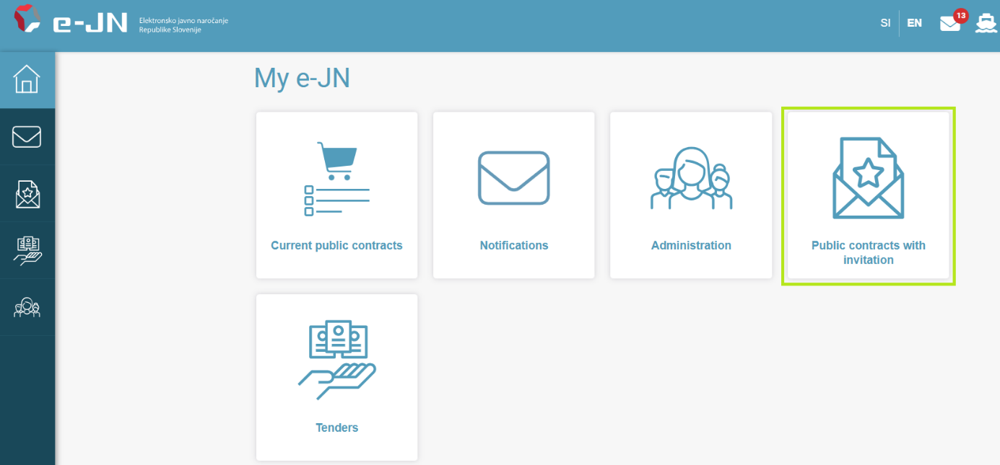 e-JN
Elektronsko javno naročanje
Republike Slovenije
SI
EN
13
My e-JN
Current public contracts
Notifications
Administration
Public contracts with
invitation
Tenders